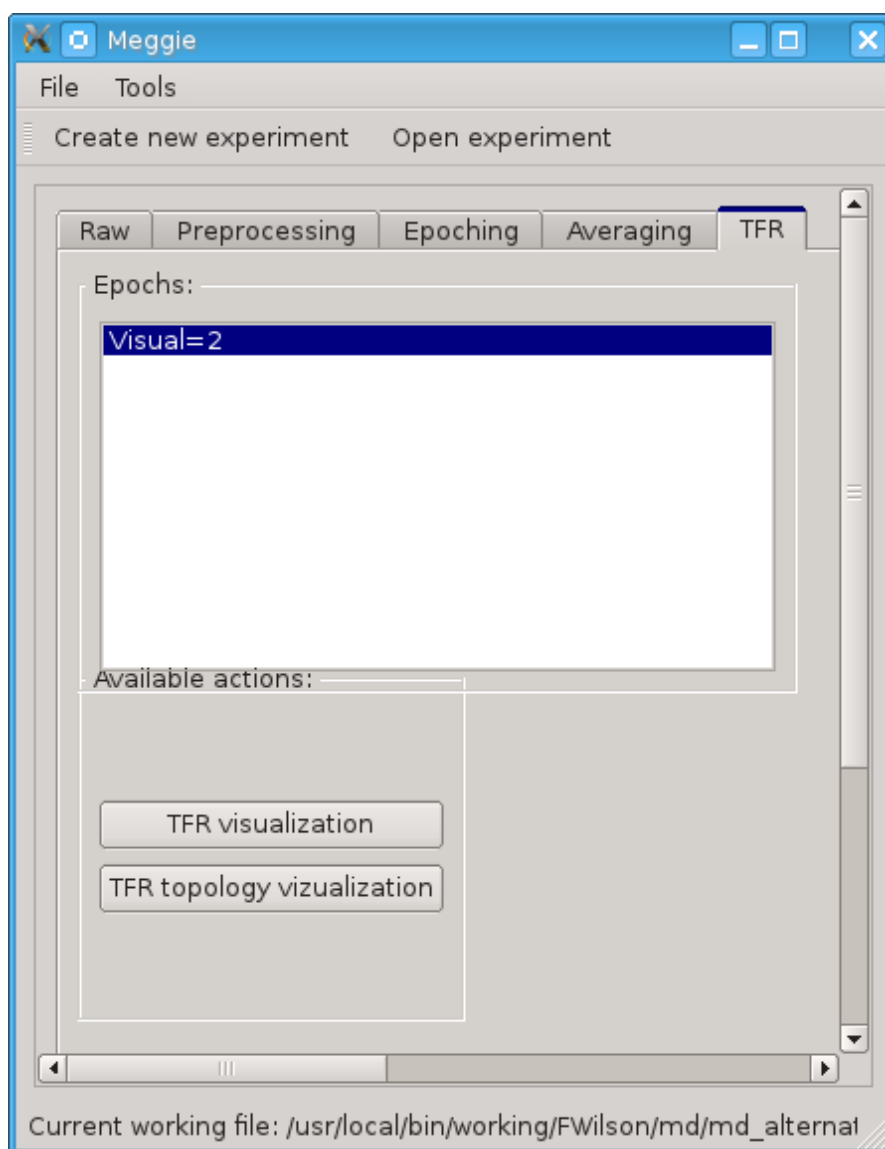 Meggie
File Tools
Create new experiment Open experiment
Raw Preprocessing Epoching Averaging TFR
Epochs:
Visual=2
Available actions:
TFR visualization
TFR topology vizualization
Current working file: /usr/local/bin/working/FWilson/md/md_alternat